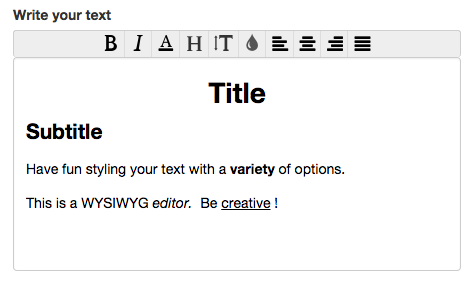 Write your text
B I A H T
Title
Subtitle
Have fun styling your text with a variety of options.
This is a WYSIWYG editor. Be creative !